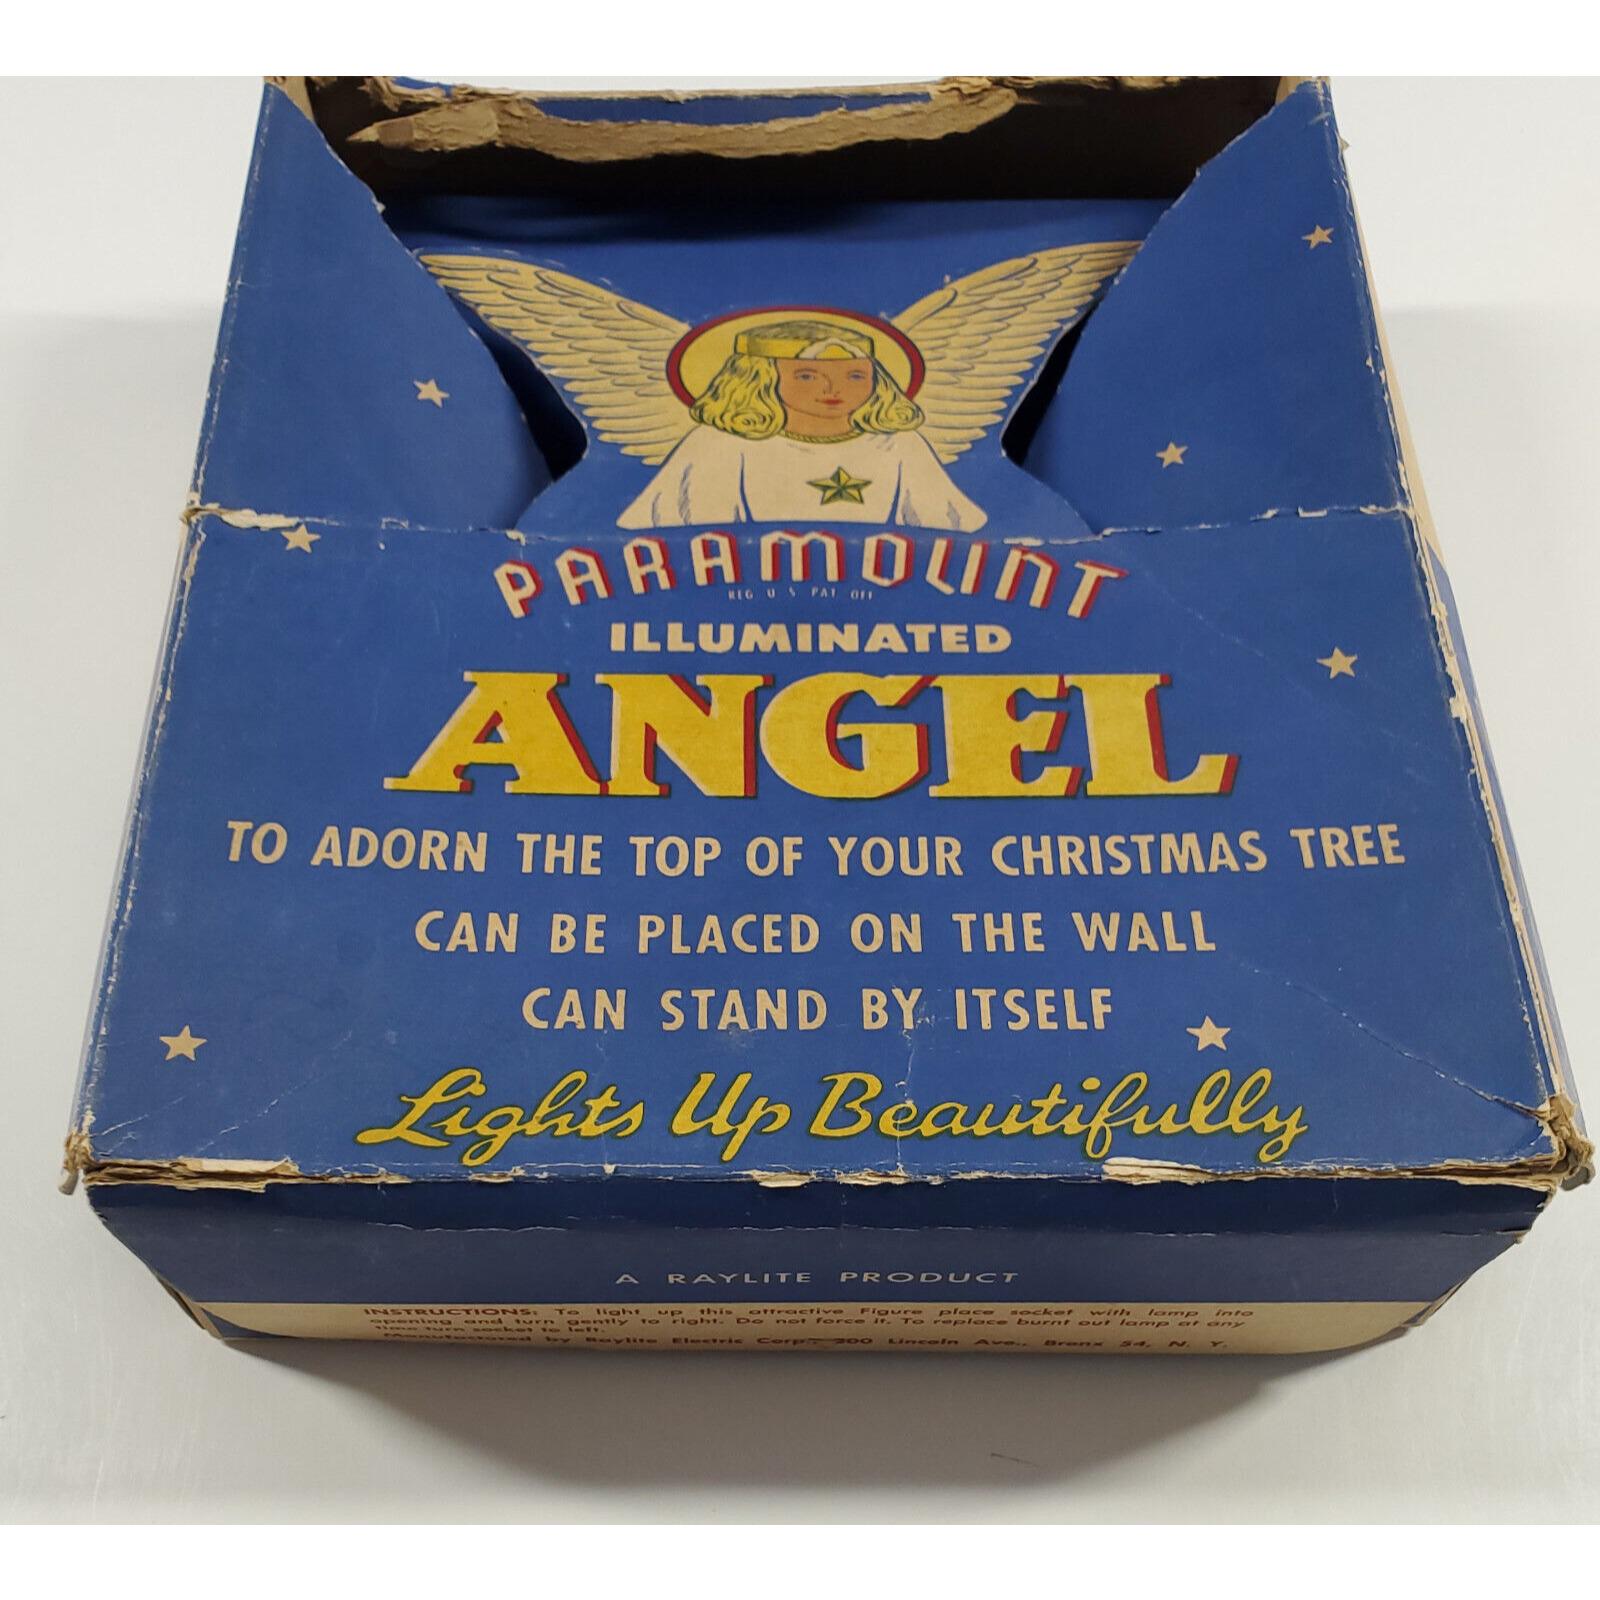 PARAMOUNT
REG U S PAT OFF
ILLUMINATED
ANGEL
TO ADORN THE TOP OF YOUR CHRISTMAS TREE
CAN BE PLACED ON THE WALL
CAN STAND BY ITSELF
Lights Up Beautifully
A RAYLITE PRODUCT
INSTRUCTIONS: To light up this attractive Figure place socket with lamp into
opening and turn gently to right. Do not force it. To replace burnt out lamp at any
time turn socket to left.
Manufactured by Raylite Electric Corp. 200 Lincoln Ave., Bronx 54, N. Y.